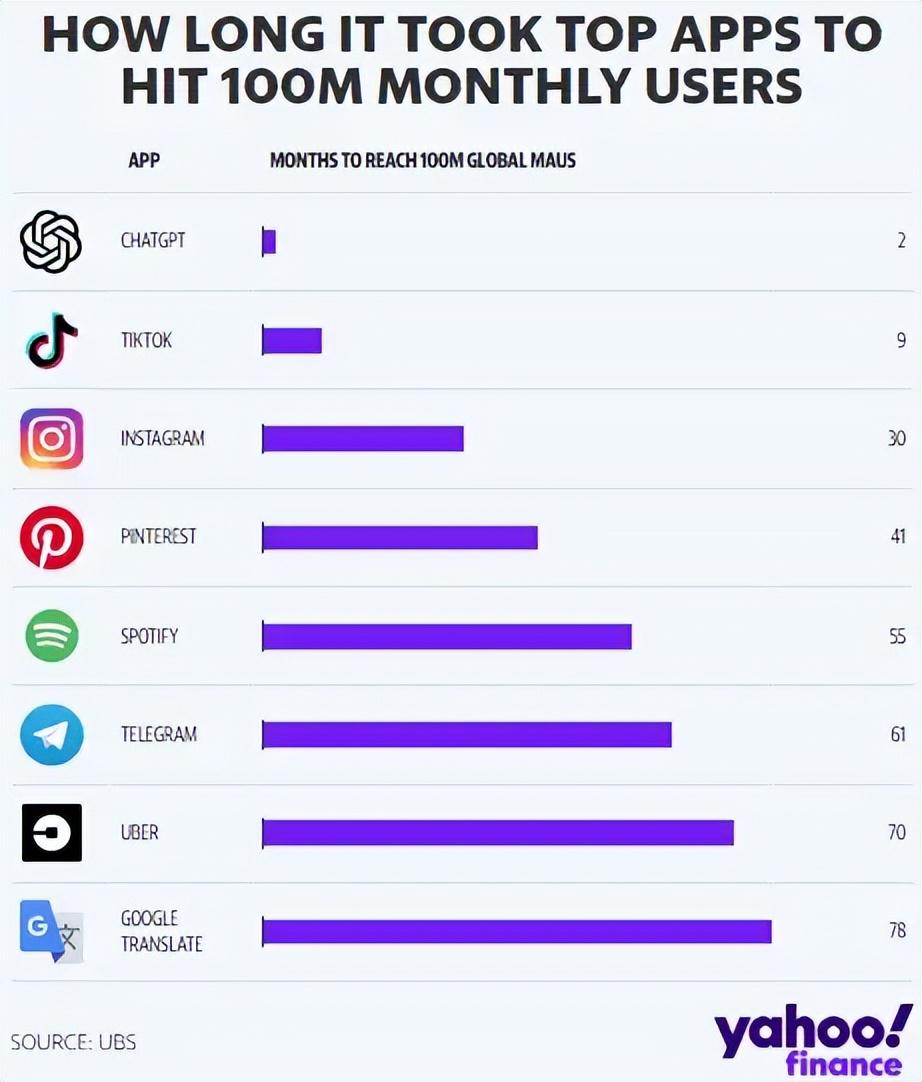 HOW LONG IT TOOK TOP APPS TO
HIT 100M MONTHLY USERS
APP MONTHS TO REACH 100M GLOBAL MAUS
CHATGPT 2
TIKTOK 9
INSTAGRAM 30
PINTEREST 41
SPOTIFY 55
TELEGRAM 61
UBER 70
G 文
GOOGLE
TRANSLATE 78
SOURCE: UBS
yahoo!
finance